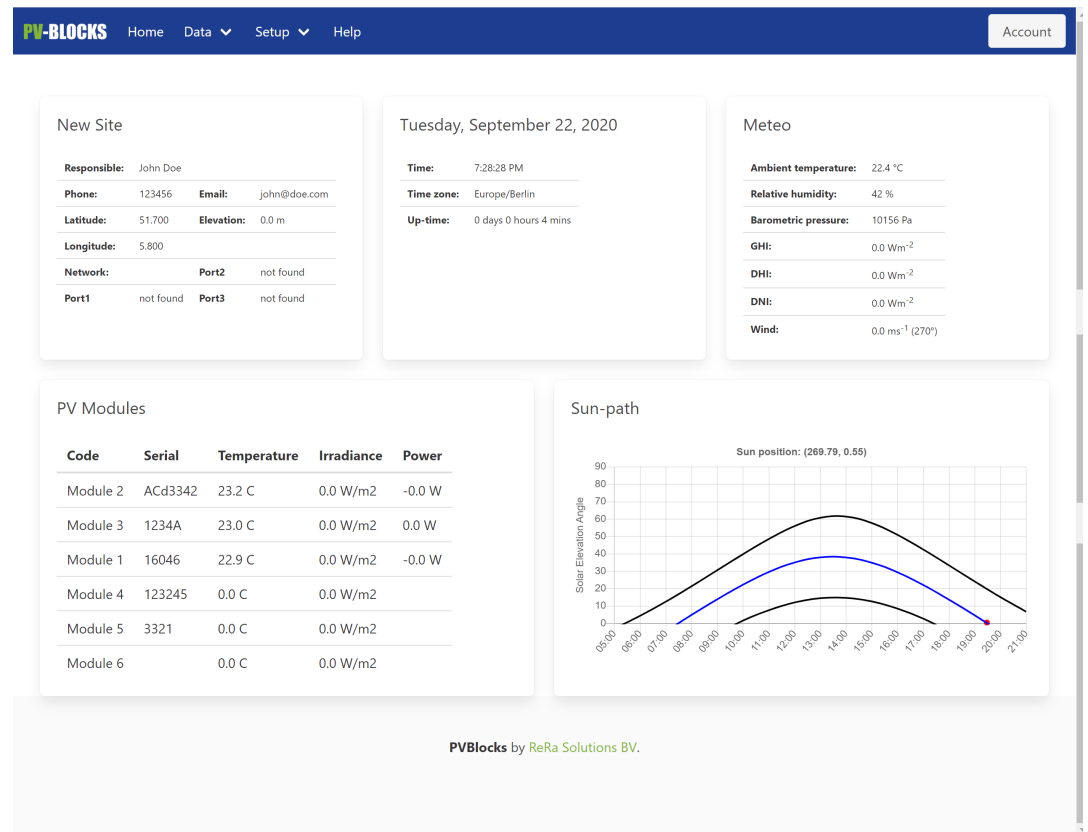 PV-BLOCKS Home Data Setup Help Account
New Site
Responsible: John Doe
Phone: 123456 Email: john@doe.com
Latitude: 51.700 Elevation: 0.0 m
Longitude: 5.800
Network: Port2 not found
Port1 not found Port3 not found
Tuesday, September 22, 2020
Time: 7:28:28 PM
Time zone: Europe/Berlin
Up-time: 0 days 0 hours 4 mins
Meteo
Ambient temperature: 22.4 °C
Relative humidity: 42 %
Barometric pressure: 10156 Pa
GHI: 0.0 Wm⁻²
DHI: 0.0 Wm⁻²
DNI: 0.0 Wm⁻²
Wind: 0.0 ms⁻¹ (270°)
PV Modules
Code Serial Temperature Irradiance Power
Module 2 ACd3342 23.2 C 0.0 W/m2 -0.0 W
Module 3 1234A 23.0 C 0.0 W/m2 0.0 W
Module 1 16046 22.9 C 0.0 W/m2 -0.0 W
Module 4 123245 0.0 C 0.0 W/m2
Module 5 3321 0.0 C 0.0 W/m2
Module 6 0.0 C 0.0 W/m2
Sun-path
Sun position: (269.79, 0.55)
Solar Elevation Angle
90
80
70
60
50
40
30
20
10
0
05:00 06:00 07:00 08:00 09:00 10:00 11:00 12:00 13:00 14:00 15:00 16:00 17:00 18:00 19:00 20:00 21:00
PVBlocks by ReRa Solutions BV.